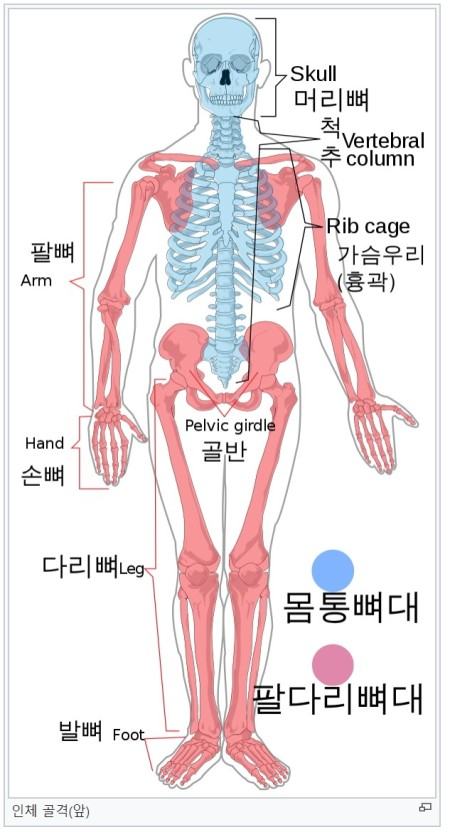 Skull
머리뼈
척
추
Vertebral
column
Rib cage
가슴우리
(흉곽)
팔뼈
Arm
Pelvic girdle
골반
Hand
손뼈
다리뼈
Leg
몸통뼈대
팔다리뼈대
발뼈
Foot
인체 골격(앞)